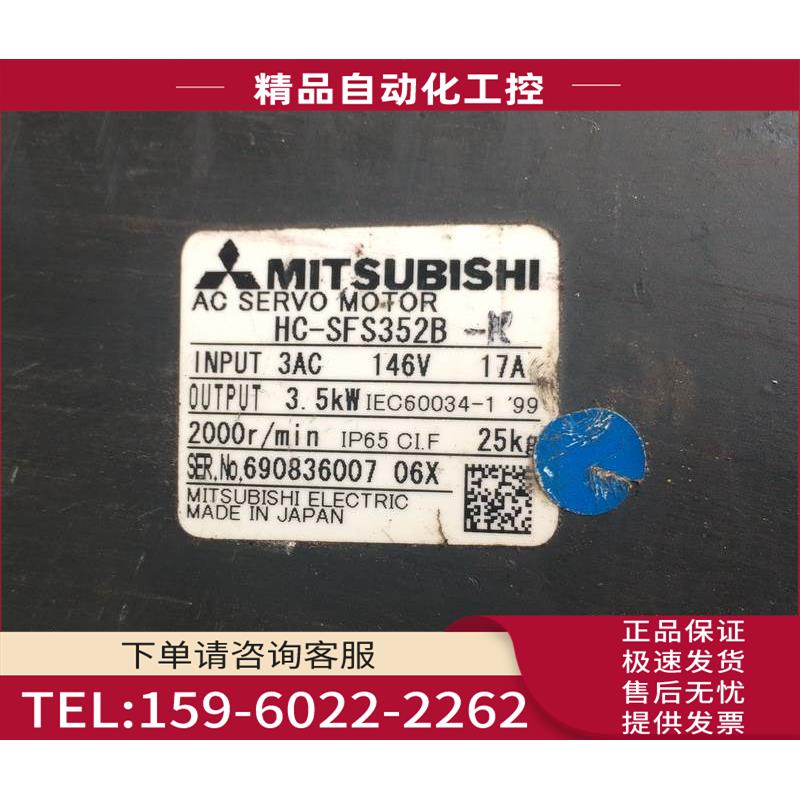 精品自动化工控
MITSUBISHI
AC SERVO MOTOR
HC-SFS352B -K
INPUT 3AC 146V 17A
OUTPUT 3.5kW IEC60034-1 '99
2000r/min IP65 CI.F 25kg
SER.No.690836007 06X
MITSUBISHI ELECTRIC
MADE IN JAPAN
下单请咨询客服
TEL:159-6022-2262
正品保证
极速发货
售后无忧
提供发票